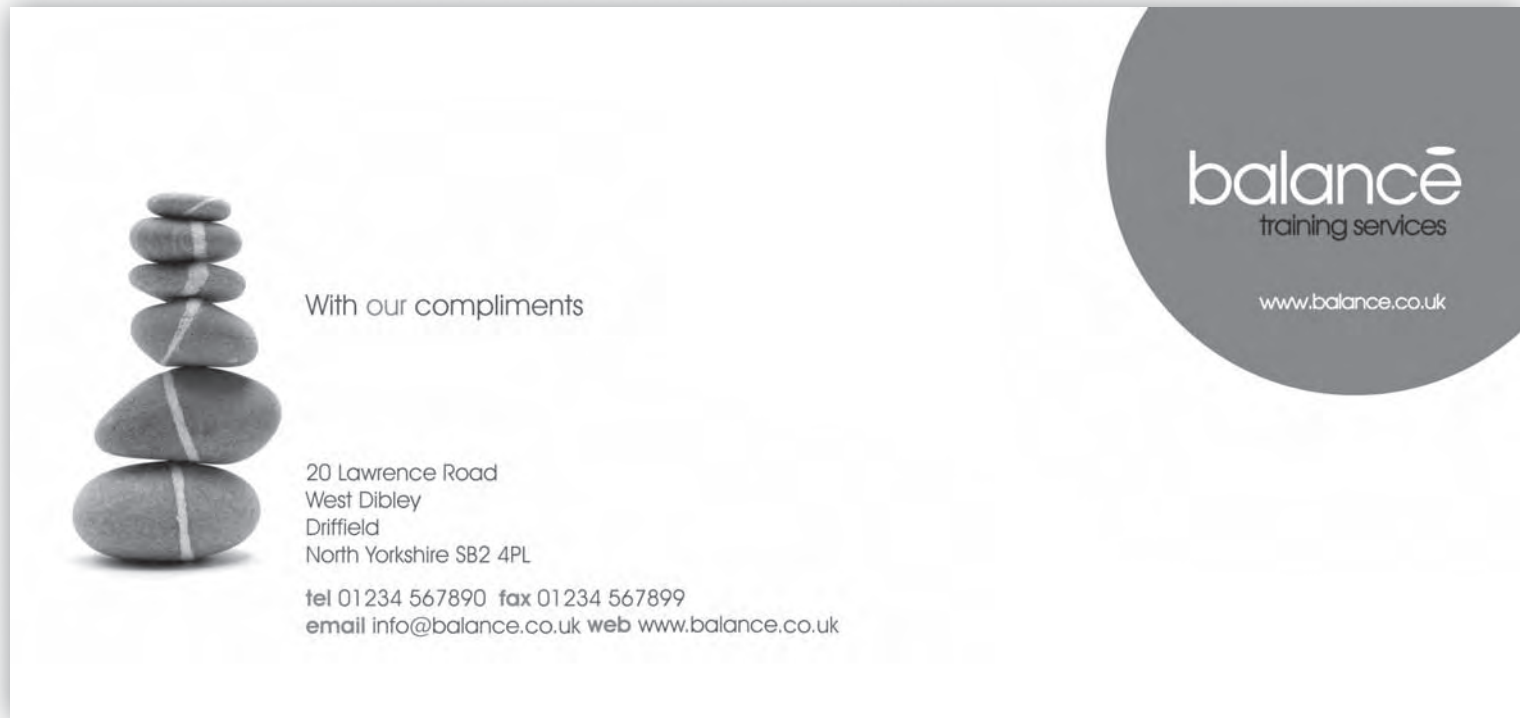 balance
training services
www.balance.co.uk
With our compliments
20 Lawrence Road
West Dibley
Driffield
North Yorkshire SB2 4PL
tel 01234 567890 fax 01234 567899
email info@balance.co.uk web www.balance.co.uk